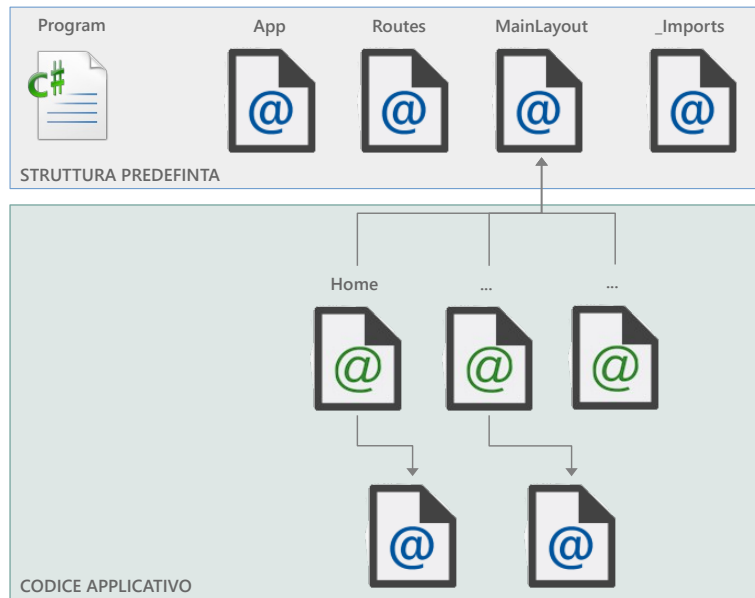 Program
App
Routes
MainLayout
_Imports
C#
@
@
@
@
STRUTTURA PREDEFINTA
Home
...
...
@
@
@
@
@
CODICE APPLICATIVO